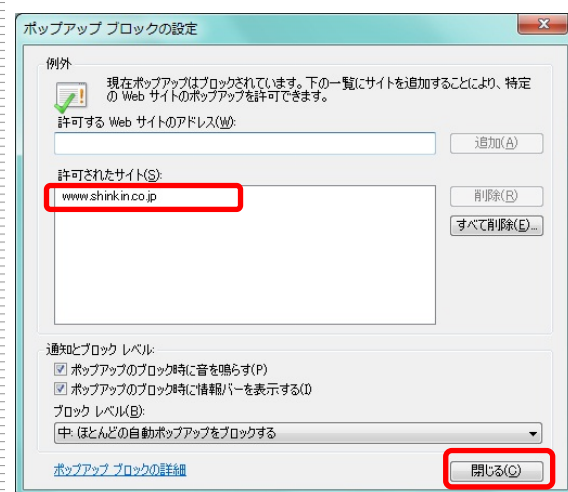 ポップアップ ブロックの設定
例外
現在ポップアップはブロックされています。下の一覧にサイトを追加することにより、特定
の Web サイトのポップアップを許可できます。
許可する Web サイトのアドレス(W):
追加(A)
許可されたサイト(S):
www.shinkin.co.jp
削除(R)
すべて削除(E)...
通知とブロック レベル:
ポップアップのブロック時に音を鳴らす(P)
ポップアップのブロック時に情報バーを表示する(I)
ブロック レベル(B):
中: ほとんどの自動ポップアップをブロックする
ポップアップ ブロックの詳細
閉じる(C)